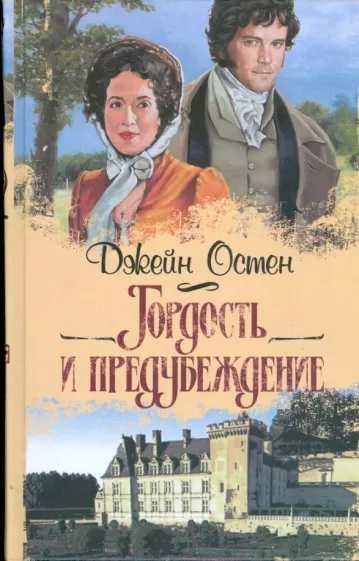 Джейн Остен
Гордость
и предубеждение